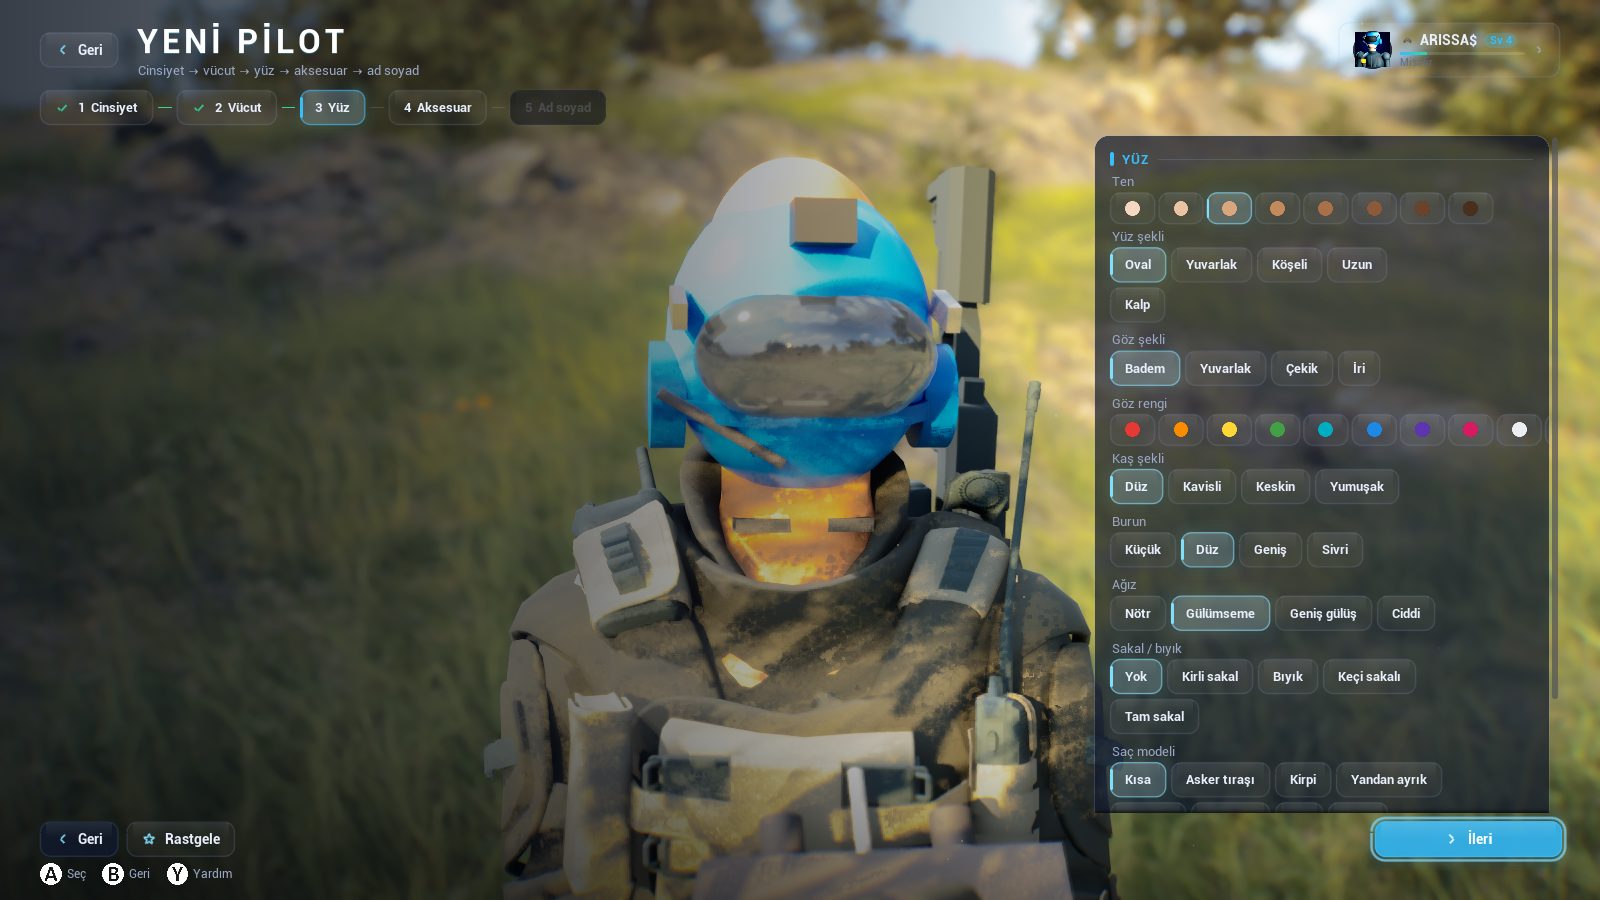 Geri
YENİ PİLOT
Cinsiyet → vücut → yüz → aksesuar → ad soyad
1 Cinsiyet
2 Vücut
3 Yüz
4 Aksesuar
5 Ad soyad
ARISSA$
Sv 4
YÜZ
Ten
Yüz şekli
Oval Yuvarlak Köşeli Uzun
Kalp
Göz şekli
Badem Yuvarlak Çekik İri
Göz rengi
Kaş şekli
Düz Kavisli Keskin Yumuşak
Burun
Küçük Düz Geniş Sivri
Ağız
Nötr Gülümseme Geniş gülüş Ciddi
Sakal / bıyık
Yok Kirli sakal Bıyık Keçi sakalı
Tam sakal
Saç modeli
Kısa Asker tıraşı Kirpi Yandan ayrık
Geri Rastgele
İleri
A Seç B Geri Y Yardım